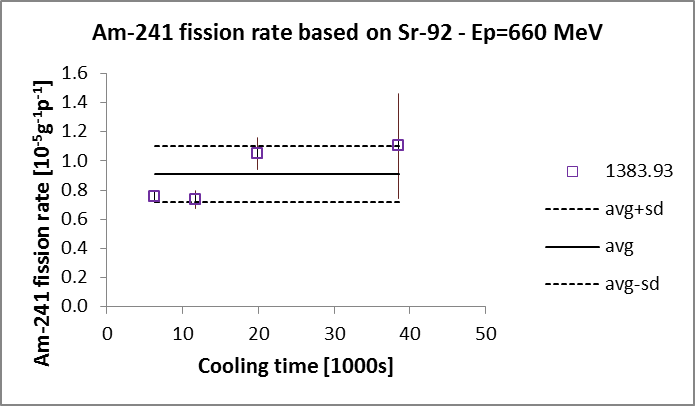 Am-241 fission rate based on Sr-92 - Ep=660 MeV
Am-241 fission rate [10⁻⁵g⁻¹p⁻¹]
1.6
1.4
1.2
1.0
0.8
0.6
0.4
0.2
0.0
0 10 20 30 40 50
Cooling time [1000s]
1383.93
avg+sd
avg
avg-sd